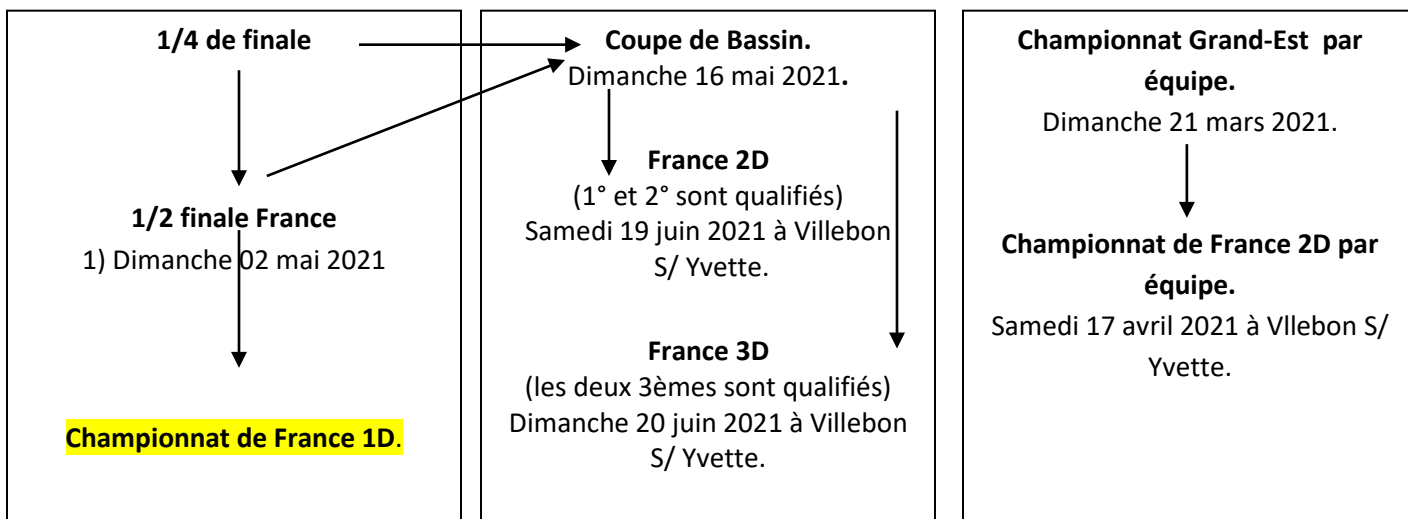 1/4 de finale
1/2 finale France
1) Dimanche 02 mai 2021
Championnat de France 1D.
Coupe de Bassin.
Dimanche 16 mai 2021.
France 2D
(1° et 2° sont qualifiés)
Samedi 19 juin 2021 à Villebon
S/ Yvette.
France 3D
(les deux 3èmes sont qualifiés)
Dimanche 20 juin 2021 à Villebon
S/ Yvette.
Championnat Grand-Est par
équipe.
Dimanche 21 mars 2021.
Championnat de France 2D par
équipe.
Samedi 17 avril 2021 à Vllebon S/
Yvette.